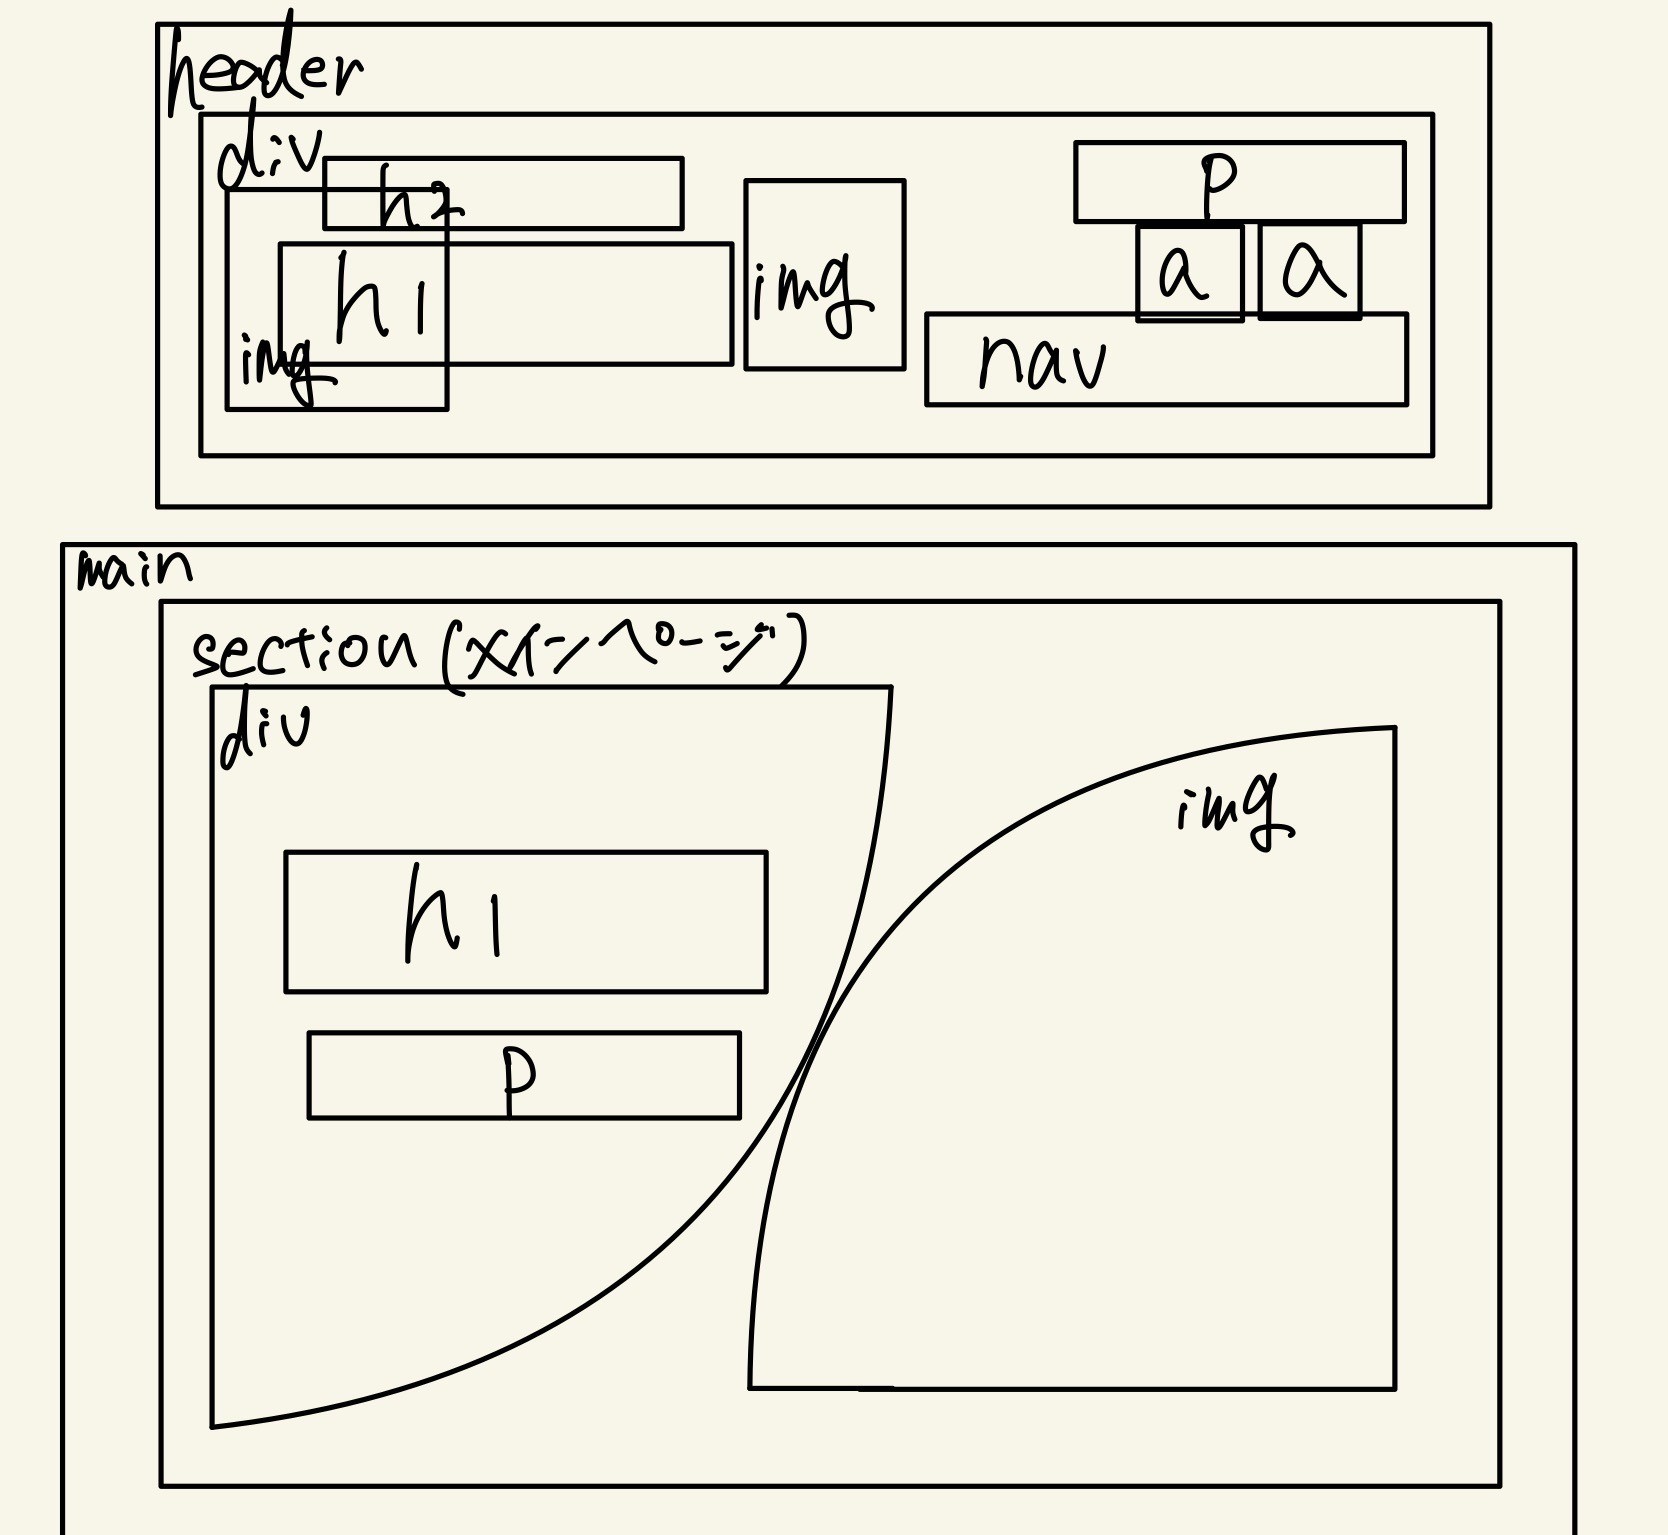 header
div
h2
p
h1
img
a
a
img
nav
main
section (メインページ)
div
img
h1
p